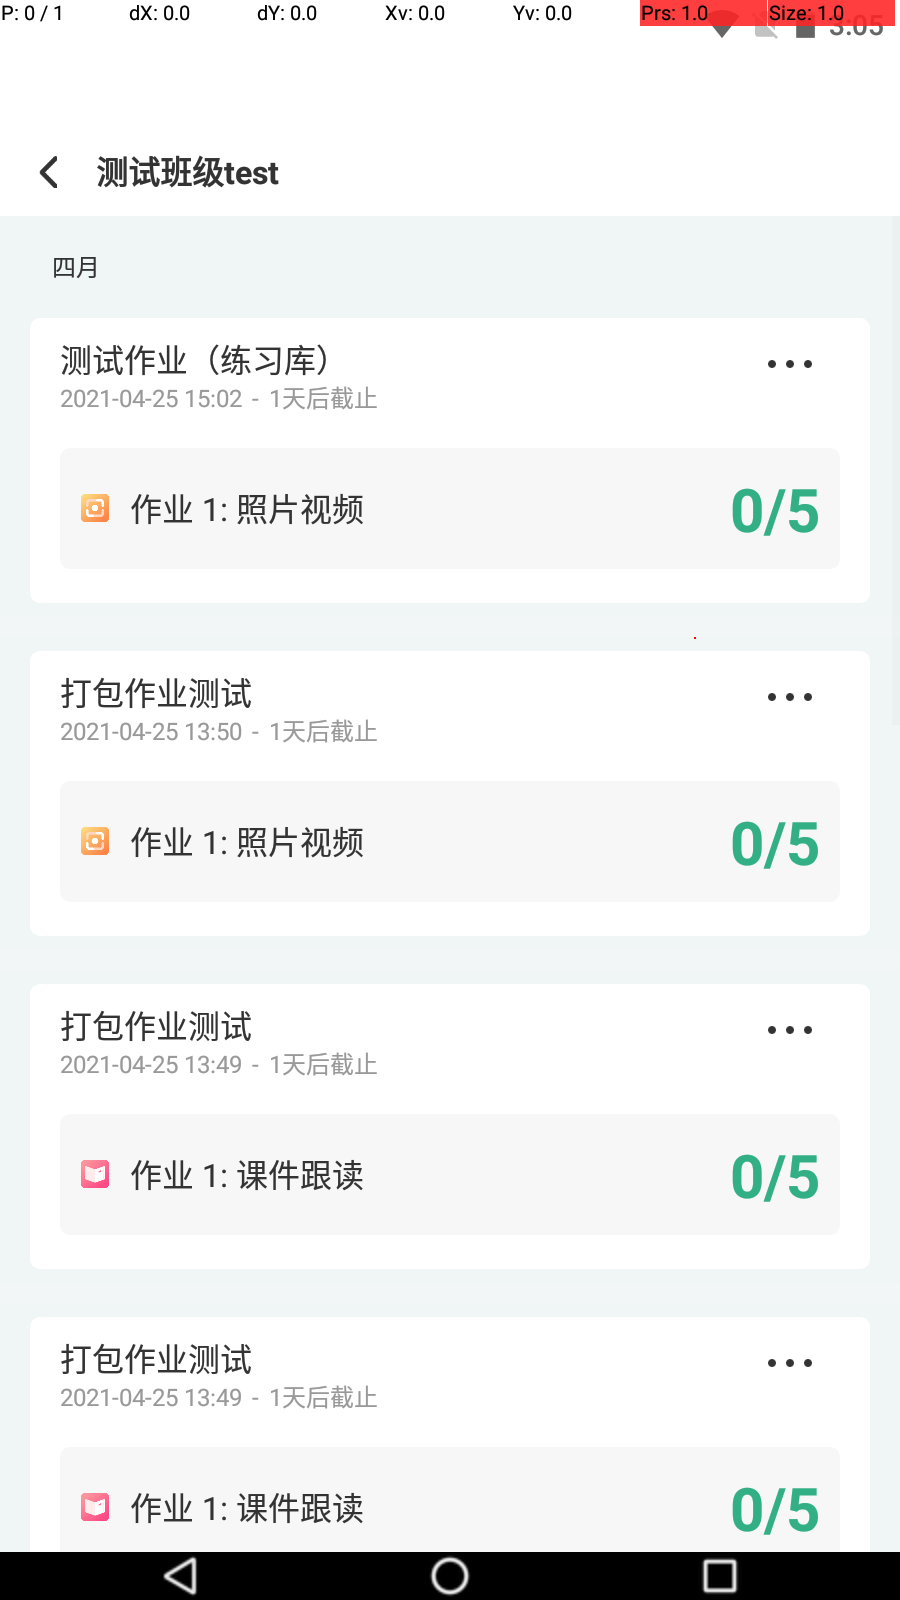 P: 0 / 1 dX: 0.0 dY: 0.0 Xv: 0.0 Yv: 0.0 Prs: 1.0 Size: 1.0
3:05
测试班级test
四月
测试作业（练习库）
2021-04-25 15:02 - 1天后截止
作业 1: 照片视频 0/5
打包作业测试
2021-04-25 13:50 - 1天后截止
作业 1: 照片视频 0/5
打包作业测试
2021-04-25 13:49 - 1天后截止
作业 1: 课件跟读 0/5
打包作业测试
2021-04-25 13:49 - 1天后截止
作业 1: 课件跟读 0/5